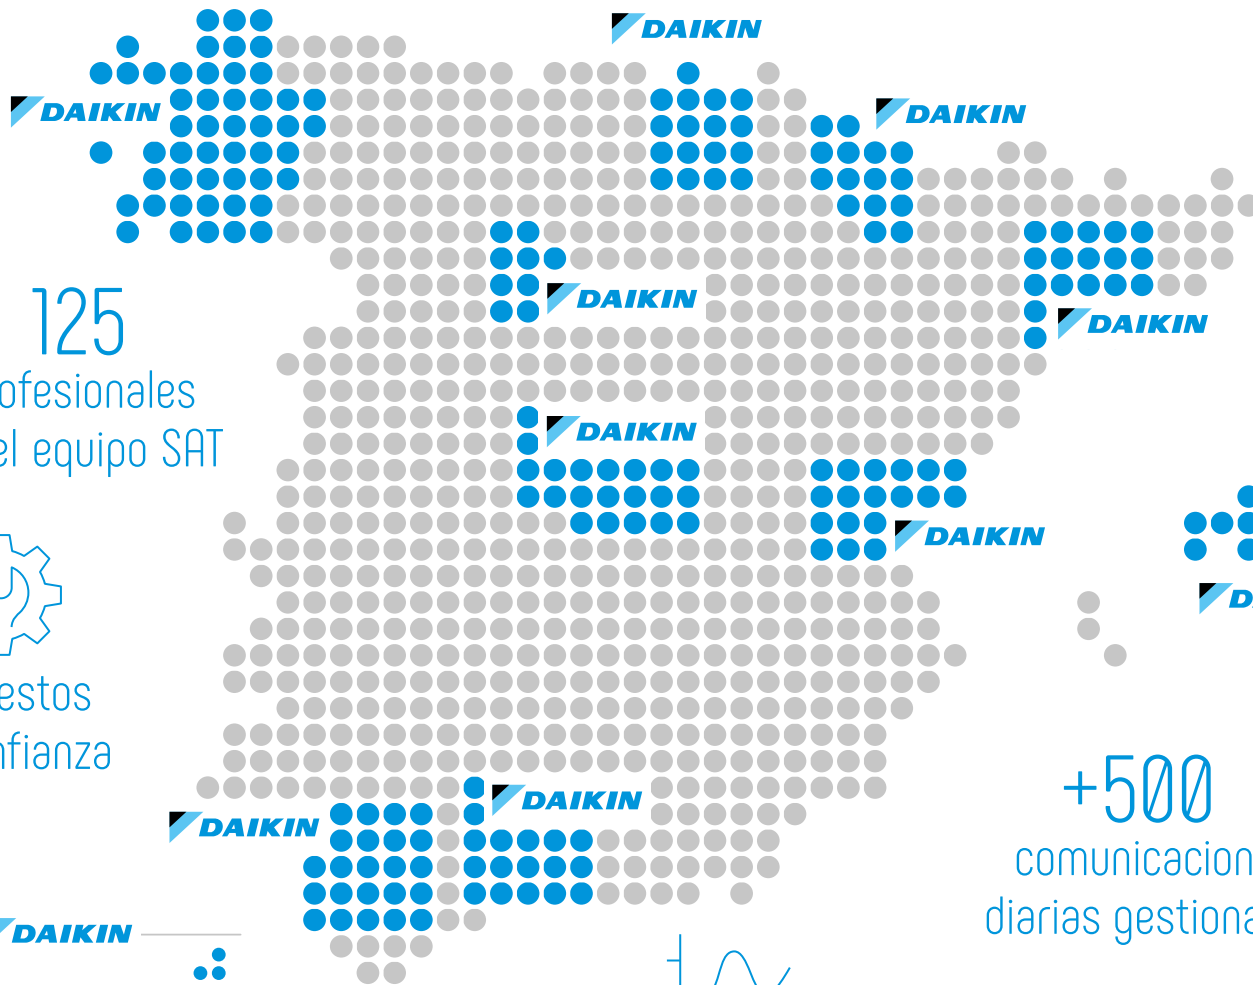 DAIKIN
DAIKIN
DAIKIN
DAIKIN
125
ofesionales
el equipo SAT
DAIKIN
DAIKIN
DAIKIN
estos
nfianza
DAIKIN
DAIKIN
+500
comunicacion
diarias gestiona
DAIKIN